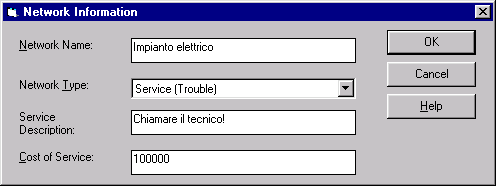 Network Information
Network Name:
Impianto elettrico
OK
Network Type:
Service (Trouble)
Cancel
Service
Description:
Chiamare il tecnico!
Help
Cost of Service:
100000